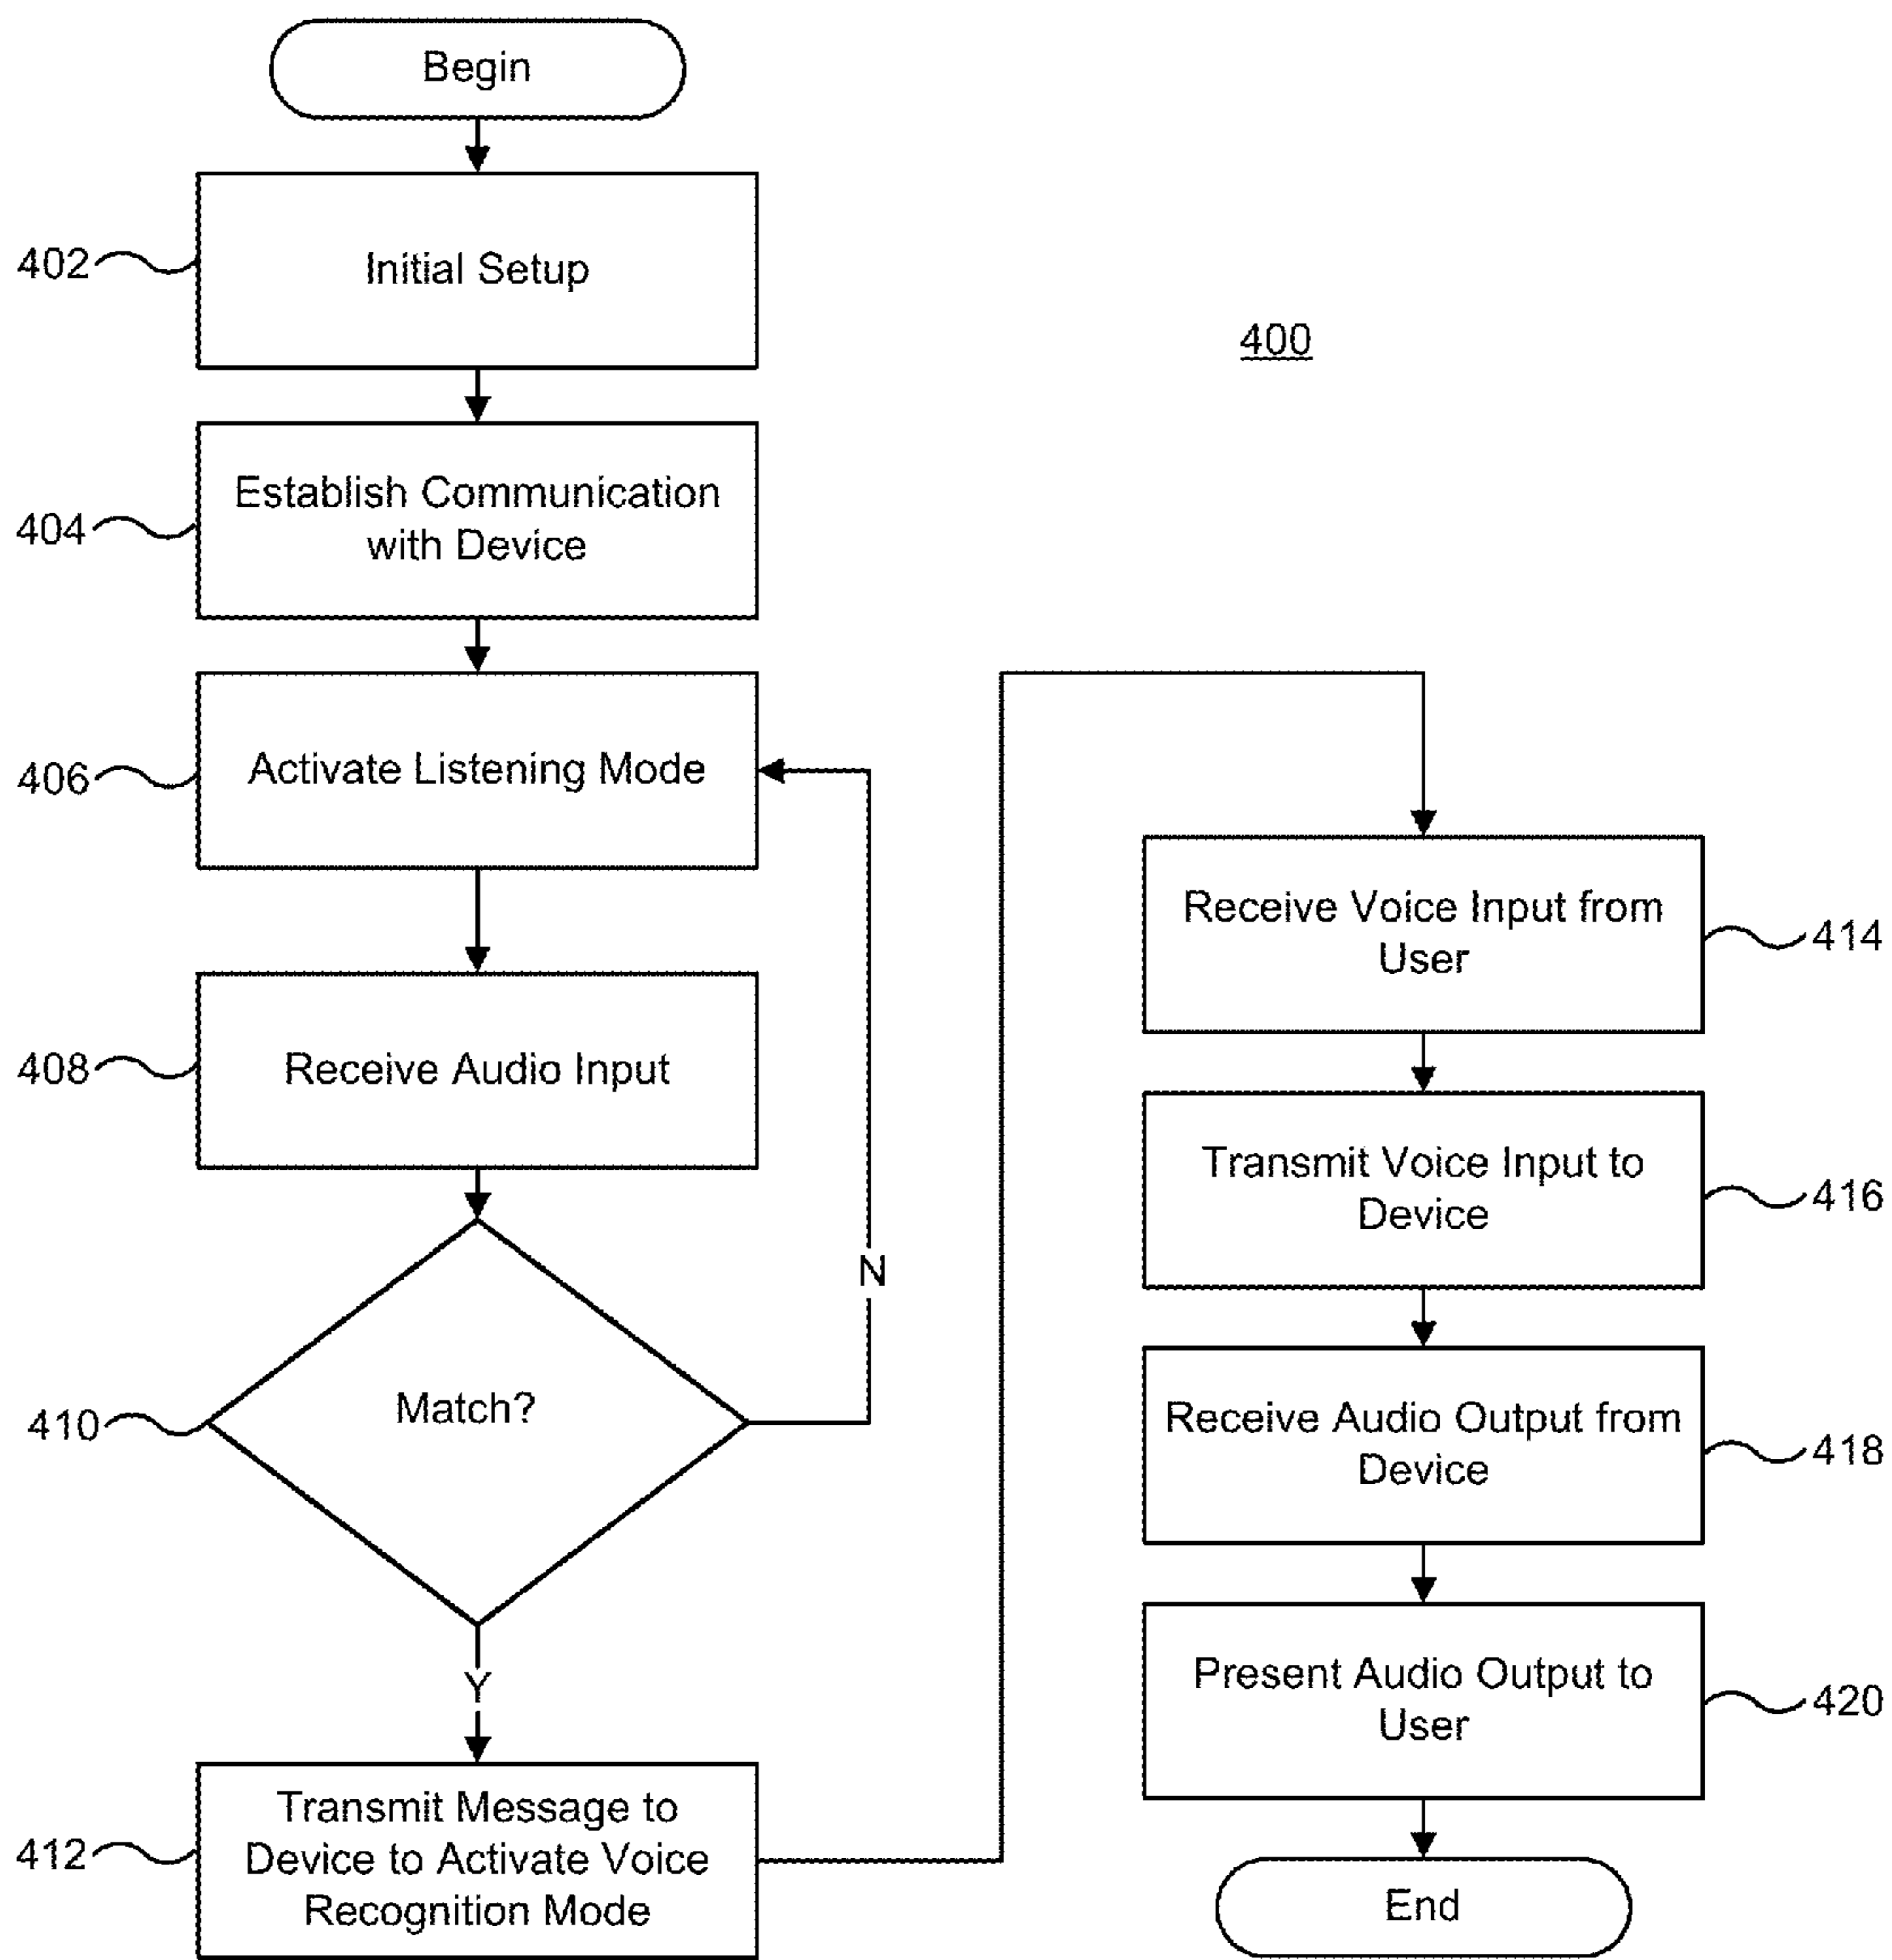 Begin
402
Initial Setup
400
404
Establish Communication
with Device
406
Activate Listening Mode
408
Receive Audio Input
N
410
Match?
Y
412
Transmit Message to
Device to Activate Voice
Recognition Mode
Receive Voice Input from
User
414
Transmit Voice Input to
Device
416
Receive Audio Output from
Device
418
Present Audio Output to
User
420
End